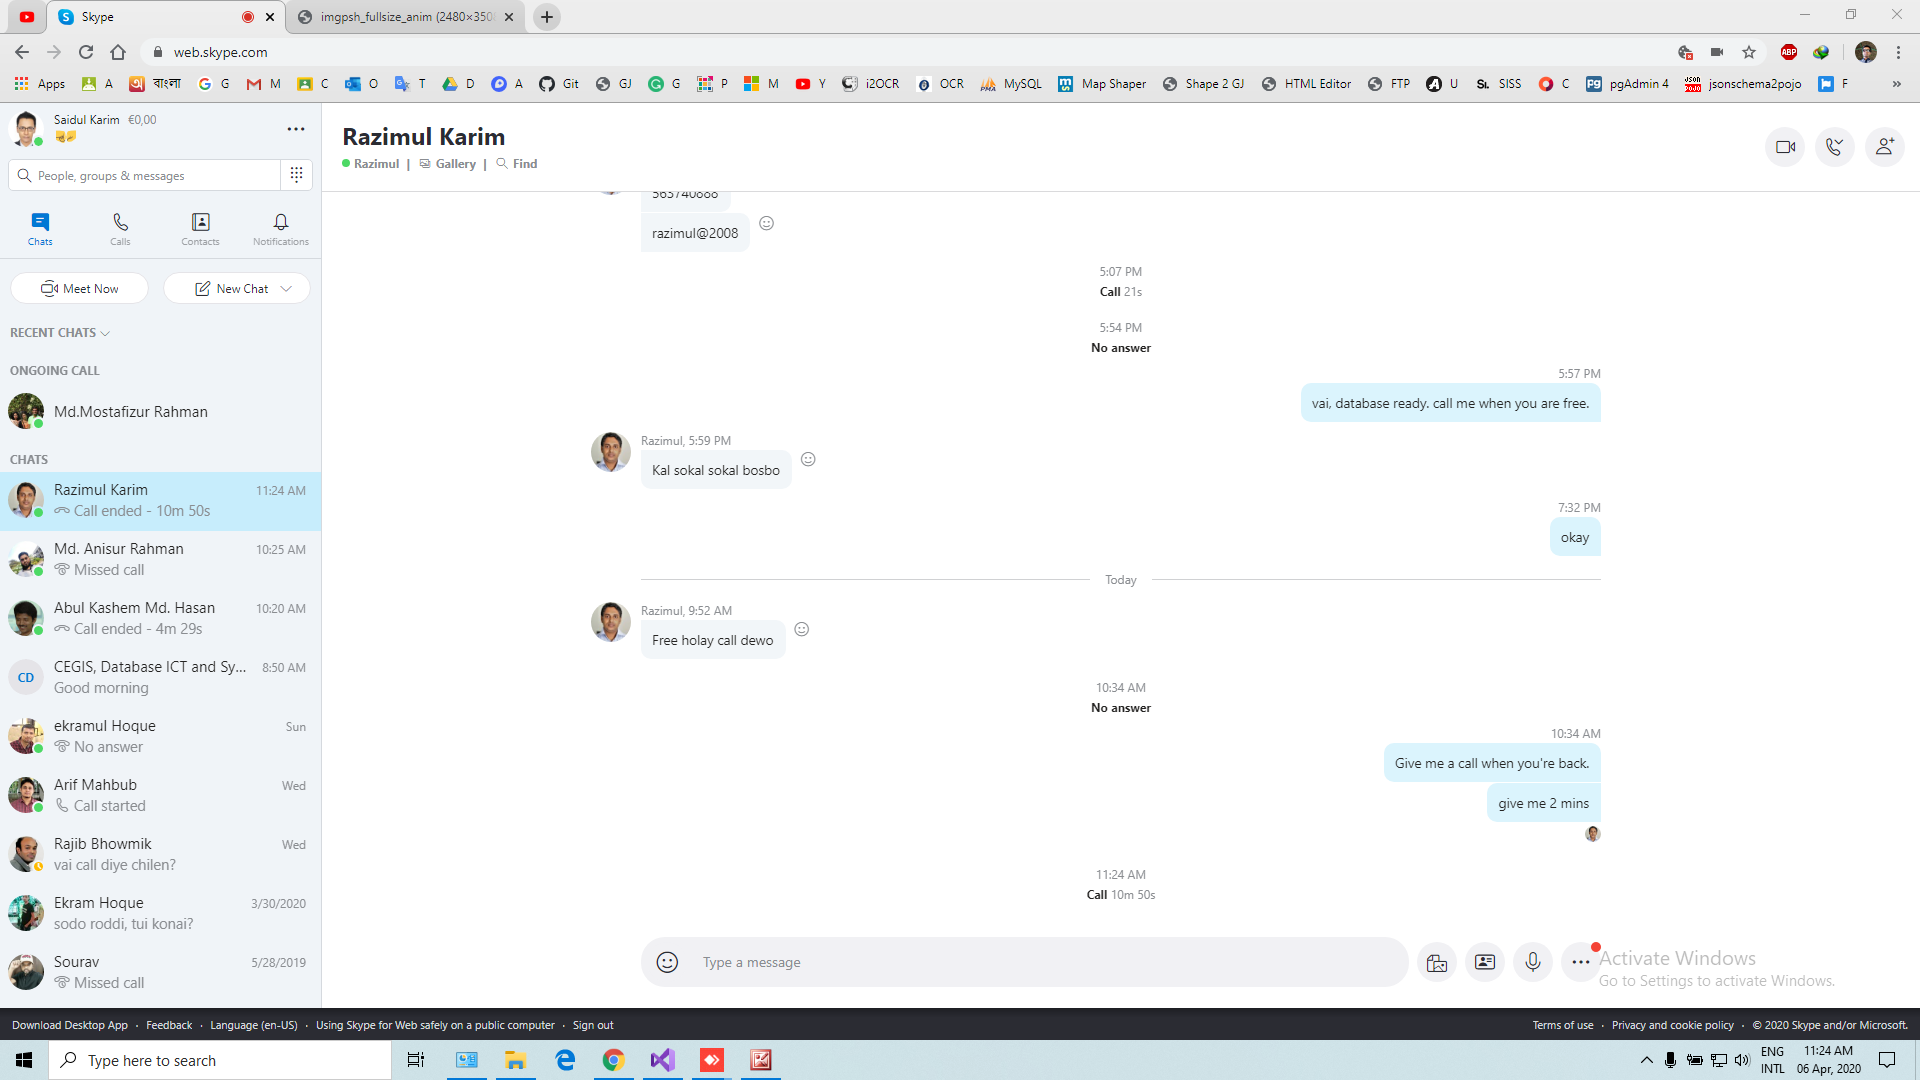 Skype
imgpsh_fullsize_anim (2480×350
web.skype.com
Apps A বাংলা G M C O T D A Git GJ G P M Y i2OCR OCR MySQL Map Shaper Shape 2 GJ HTML Editor FTP U SISS C pgAdmin 4 jsonschema2pojo F »
Saidul Karim €0,00
People, groups & messages
Chats Calls Contacts Notifications
Meet Now New Chat
RECENT CHATS
ONGOING CALL
Md.Mostafizur Rahman
CHATS
Razimul Karim 11:24 AM
Call ended - 10m 50s
Md. Anisur Rahman 10:25 AM
Missed call
Abul Kashem Md. Hasan 10:20 AM
Call ended - 4m 29s
CD
CEGIS, Database ICT and Sy... 8:50 AM
Good morning
ekramul Hoque Sun
No answer
Arif Mahbub Wed
Call started
Rajib Bhowmik Wed
vai call diye chilen?
Ekram Hoque 3/30/2020
sodo roddi, tui konai?
Sourav 5/28/2019
Missed call
Razimul Karim
Razimul | Gallery | Find
563740888
razimul@2008
5:07 PM
Call 21s
5:54 PM
No answer
5:57 PM
vai, database ready. call me when you are free.
Razimul, 5:59 PM
Kal sokal sokal bosbo
7:32 PM
okay
Today
Razimul, 9:52 AM
Free holay call dewo
10:34 AM
No answer
10:34 AM
Give me a call when you're back.
give me 2 mins
11:24 AM
Call 10m 50s
Type a message
Activate Windows
Go to Settings to activate Windows.
Download Desktop App · Feedback · Language (en-US) · Using Skype for Web safely on a public computer · Sign out
Terms of use · Privacy and cookie policy · © 2020 Skype and/or Microsoft.
Type here to search
ENG
INTL
11:24 AM
06 Apr, 2020